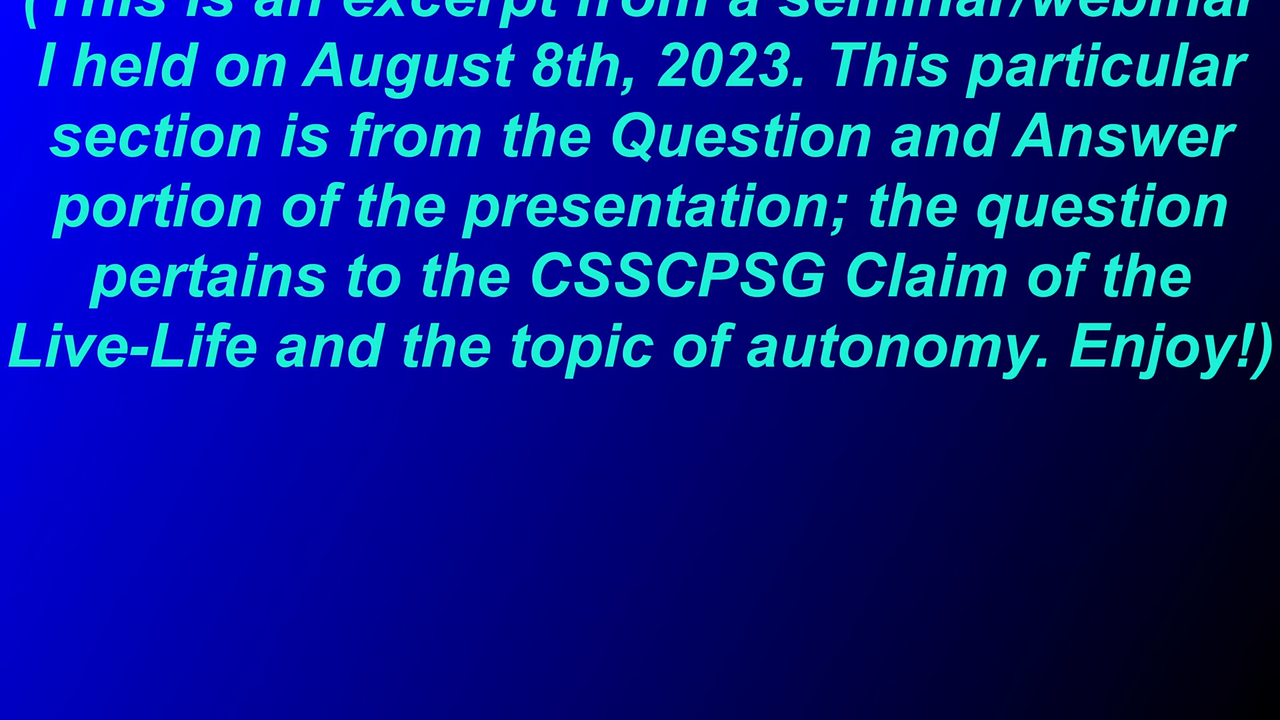 (This is an excerpt from a seminar/webinar
I held on August 8th, 2023. This particular
section is from the Question and Answer
portion of the presentation; the question
pertains to the CSSCPSG Claim of the
Live-Life and the topic of autonomy. Enjoy!)